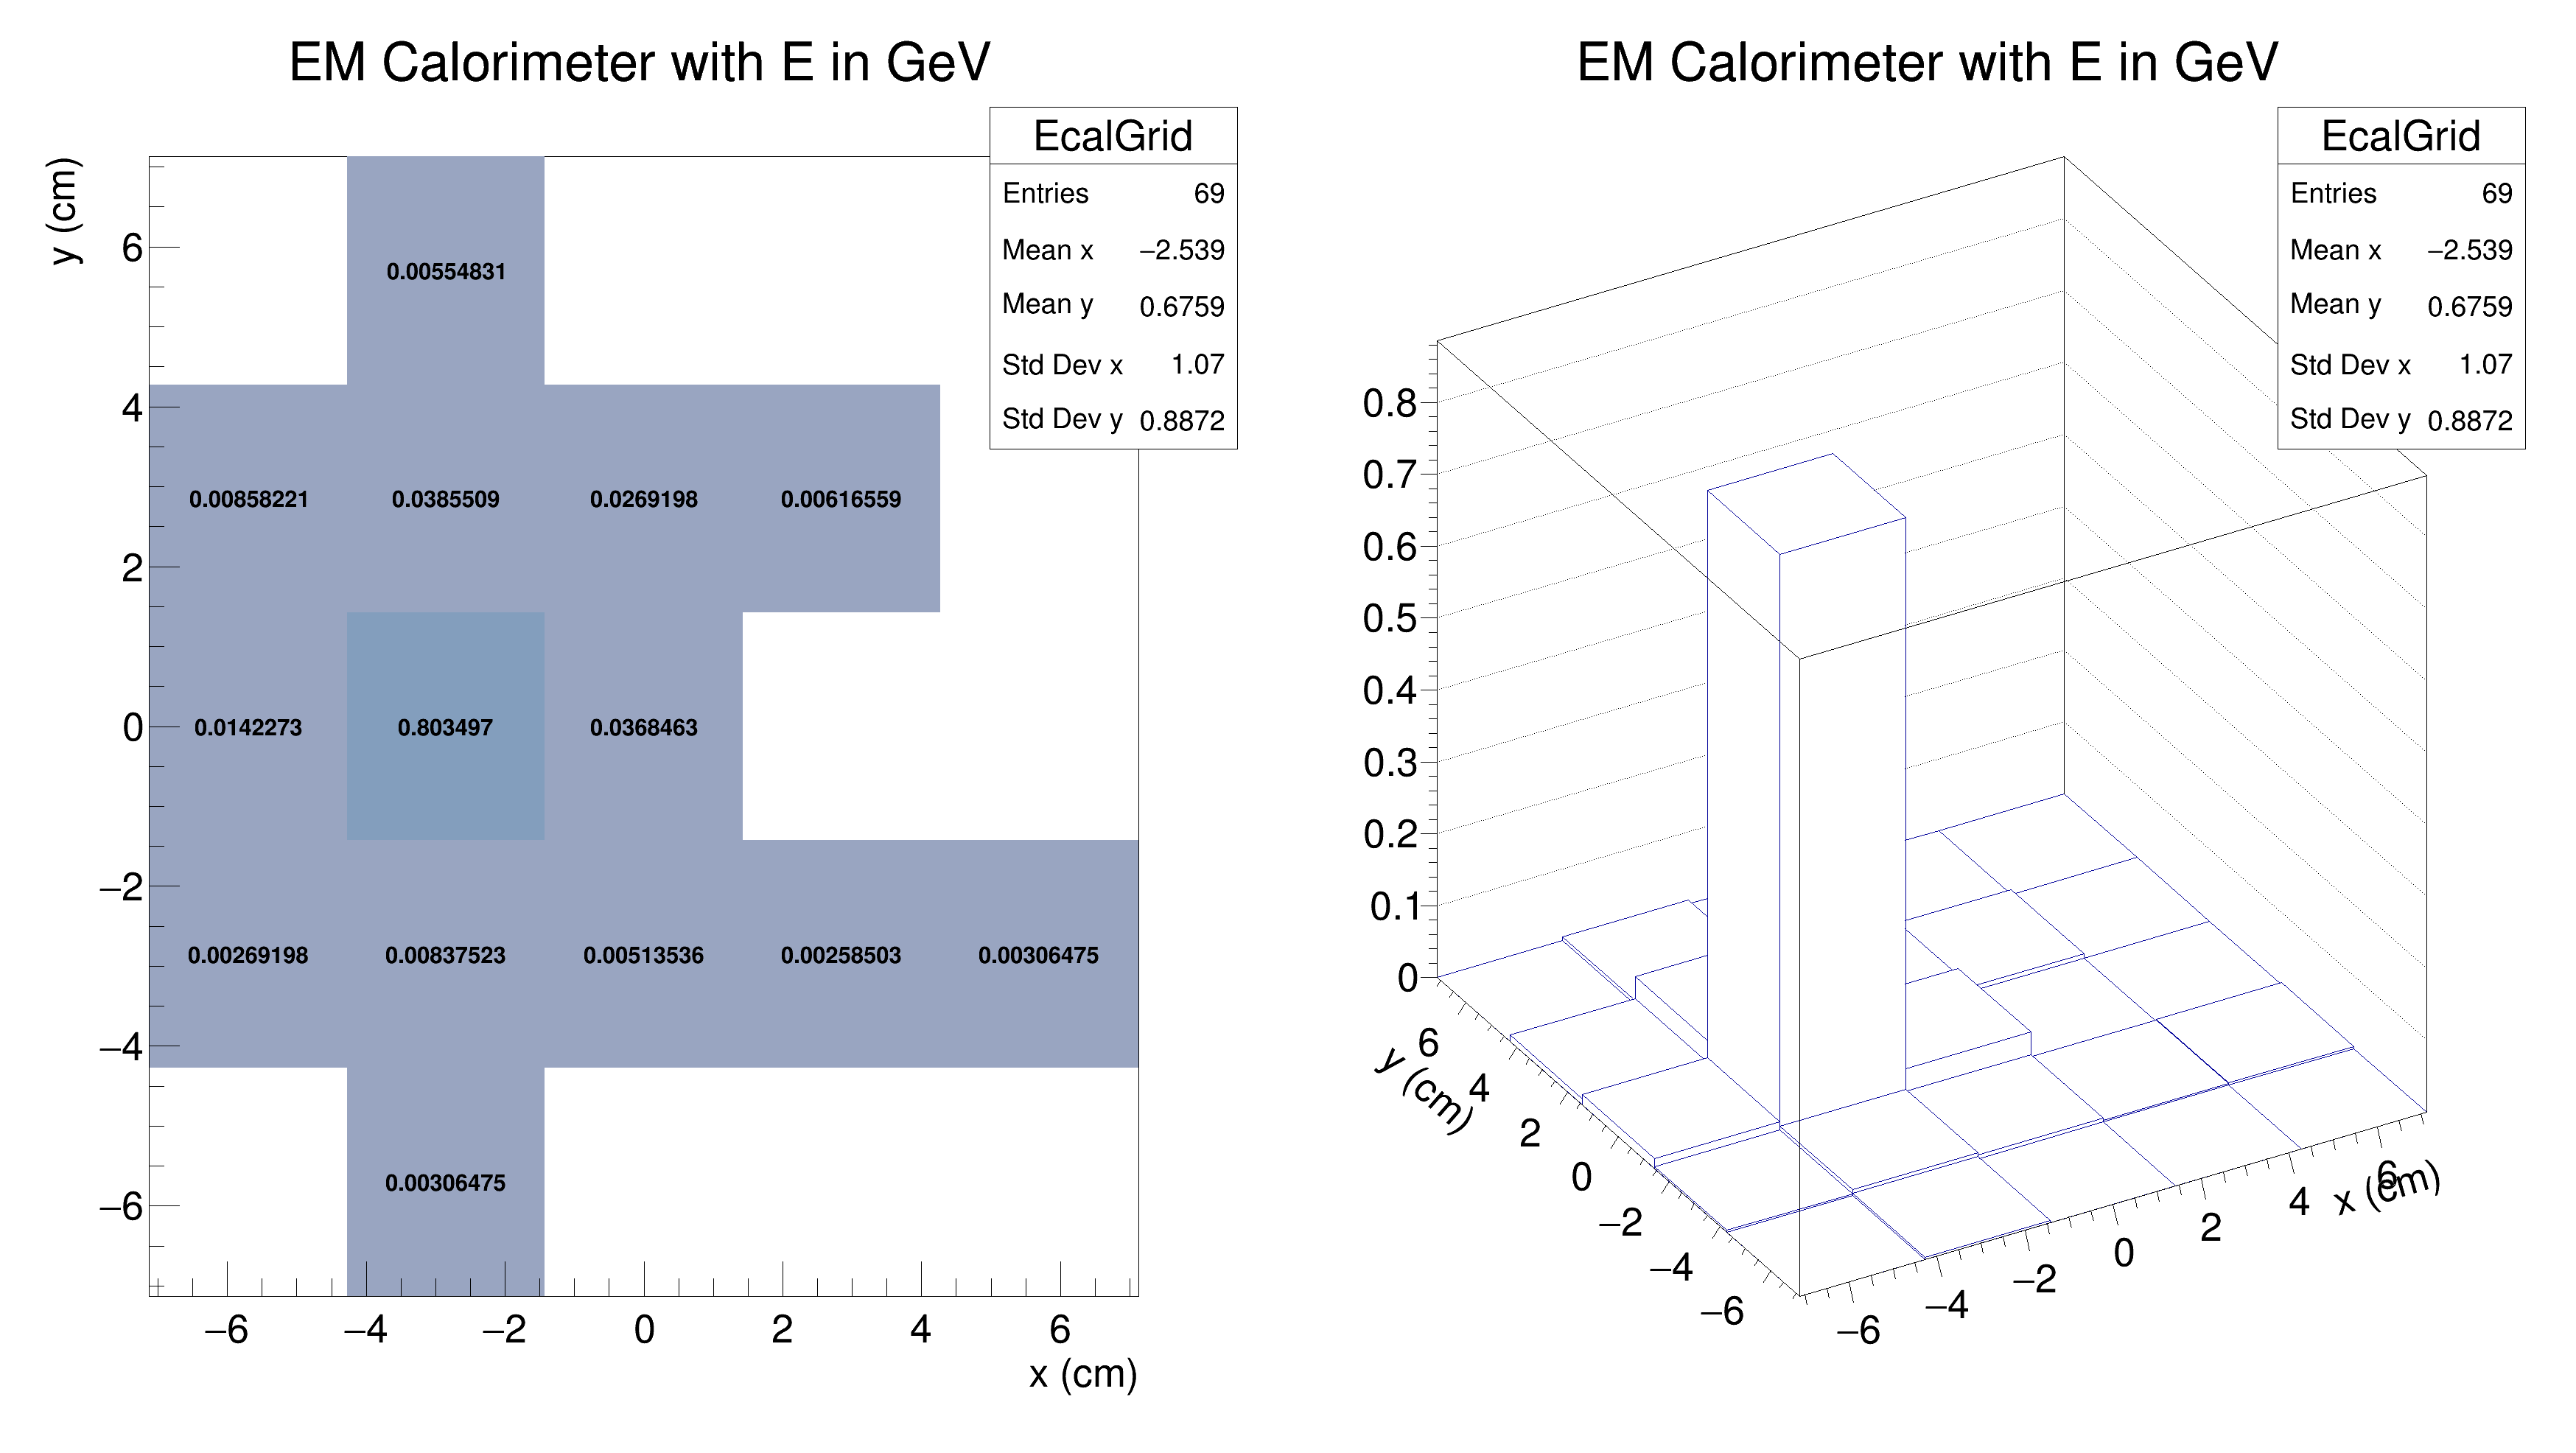 EM Calorimeter with E in GeV
EcalGrid
Entries 69
Mean x −2.539
Mean y 0.6759
Std Dev x 1.07
Std Dev y 0.8872
y (cm)
6
4
2
0
−2
−4
−6
0.00554831
0.00858221 0.0385509 0.0269198 0.00616559
0.0142273 0.803497 0.0368463
0.00269198 0.00837523 0.00513536 0.00258503 0.00306475
0.00306475
−6 −4 −2 0 2 4 6
x (cm)
EM Calorimeter with E in GeV
EcalGrid
Entries 69
Mean x −2.539
Mean y 0.6759
Std Dev x 1.07
Std Dev y 0.8872
0.8
0.7
0.6
0.5
0.4
0.3
0.2
0.1
0
y (cm)
6
4
2
0
−2
−4
−6
−6 −4 −2 0 2 4 6
x (cm)